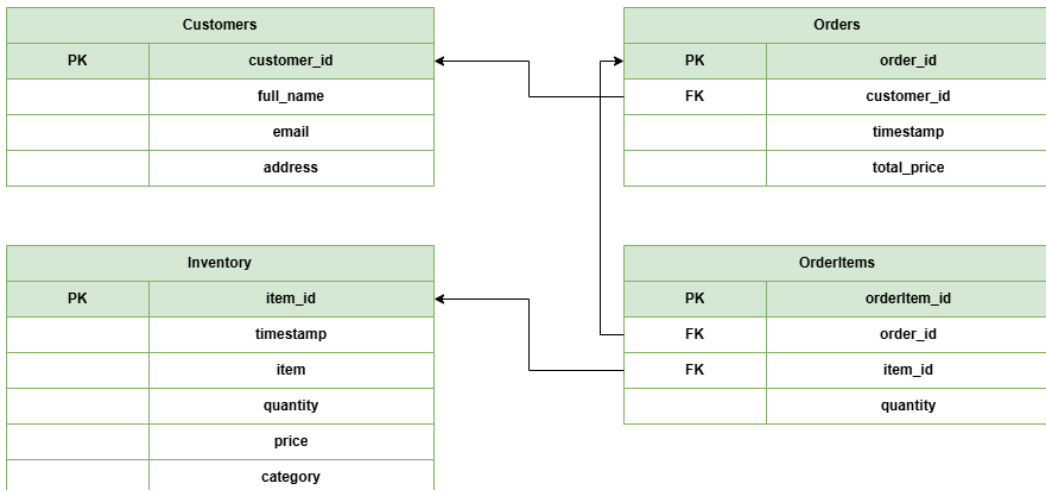 Customers
PK customer_id
full_name
email
address
Orders
PK order_id
FK customer_id
timestamp
total_price
Inventory
PK item_id
timestamp
item
quantity
price
category
OrderItems
PK orderItem_id
FK order_id
FK item_id
quantity